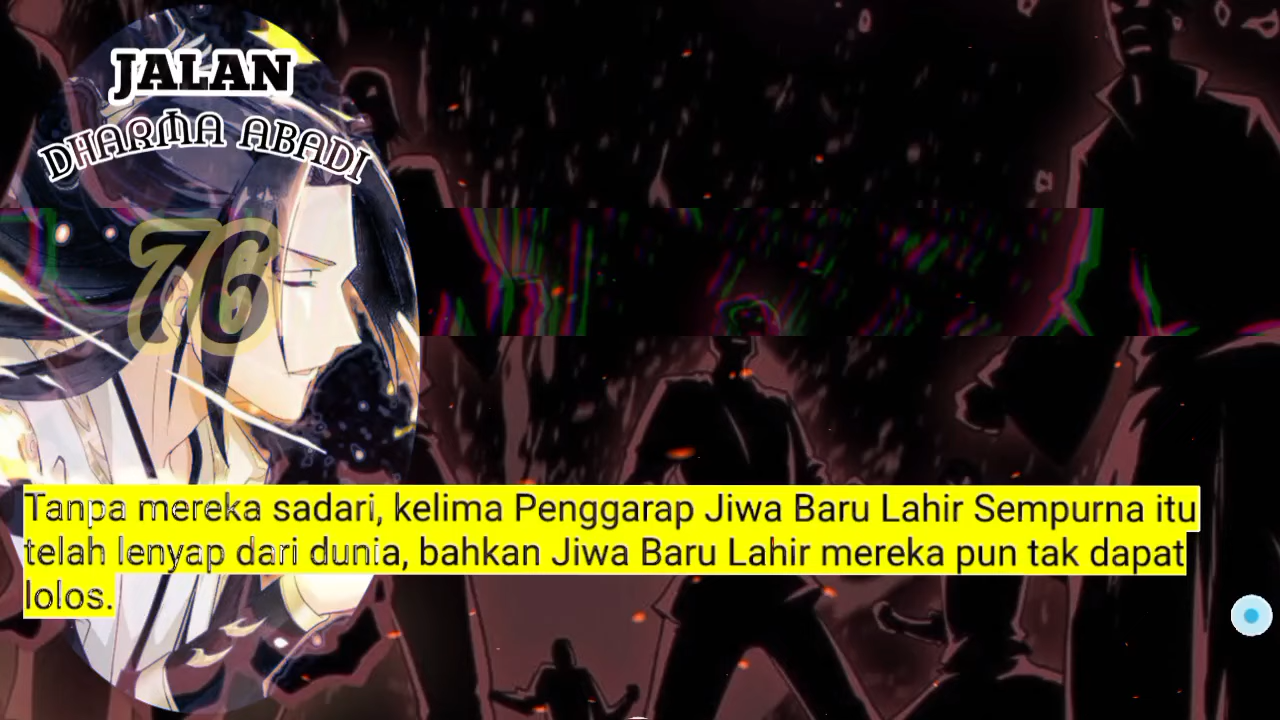 JALAN
DHARMA ABADI
76
Tanpa mereka sadari, kelima Penggarap Jiwa Baru Lahir Sempurna itu
telah lenyap dari dunia, bahkan Jiwa Baru Lahir mereka pun tak dapat
lolos.